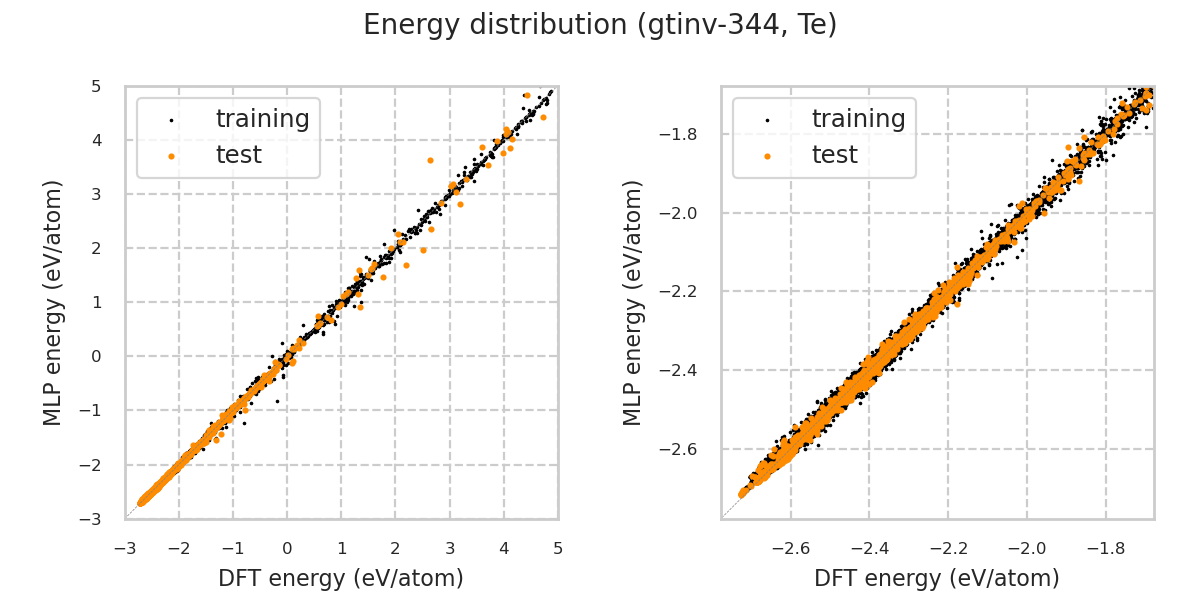 Energy distribution (gtinv-344, Te)
training
test
5
4
3
2
1
0
−1
−2
−3
−3 −2 −1 0 1 2 3 4 5
MLP energy (eV/atom)
DFT energy (eV/atom)
training
test
−1.8
−2.0
−2.2
−2.4
−2.6
−2.6 −2.4 −2.2 −2.0 −1.8
MLP energy (eV/atom)
DFT energy (eV/atom)